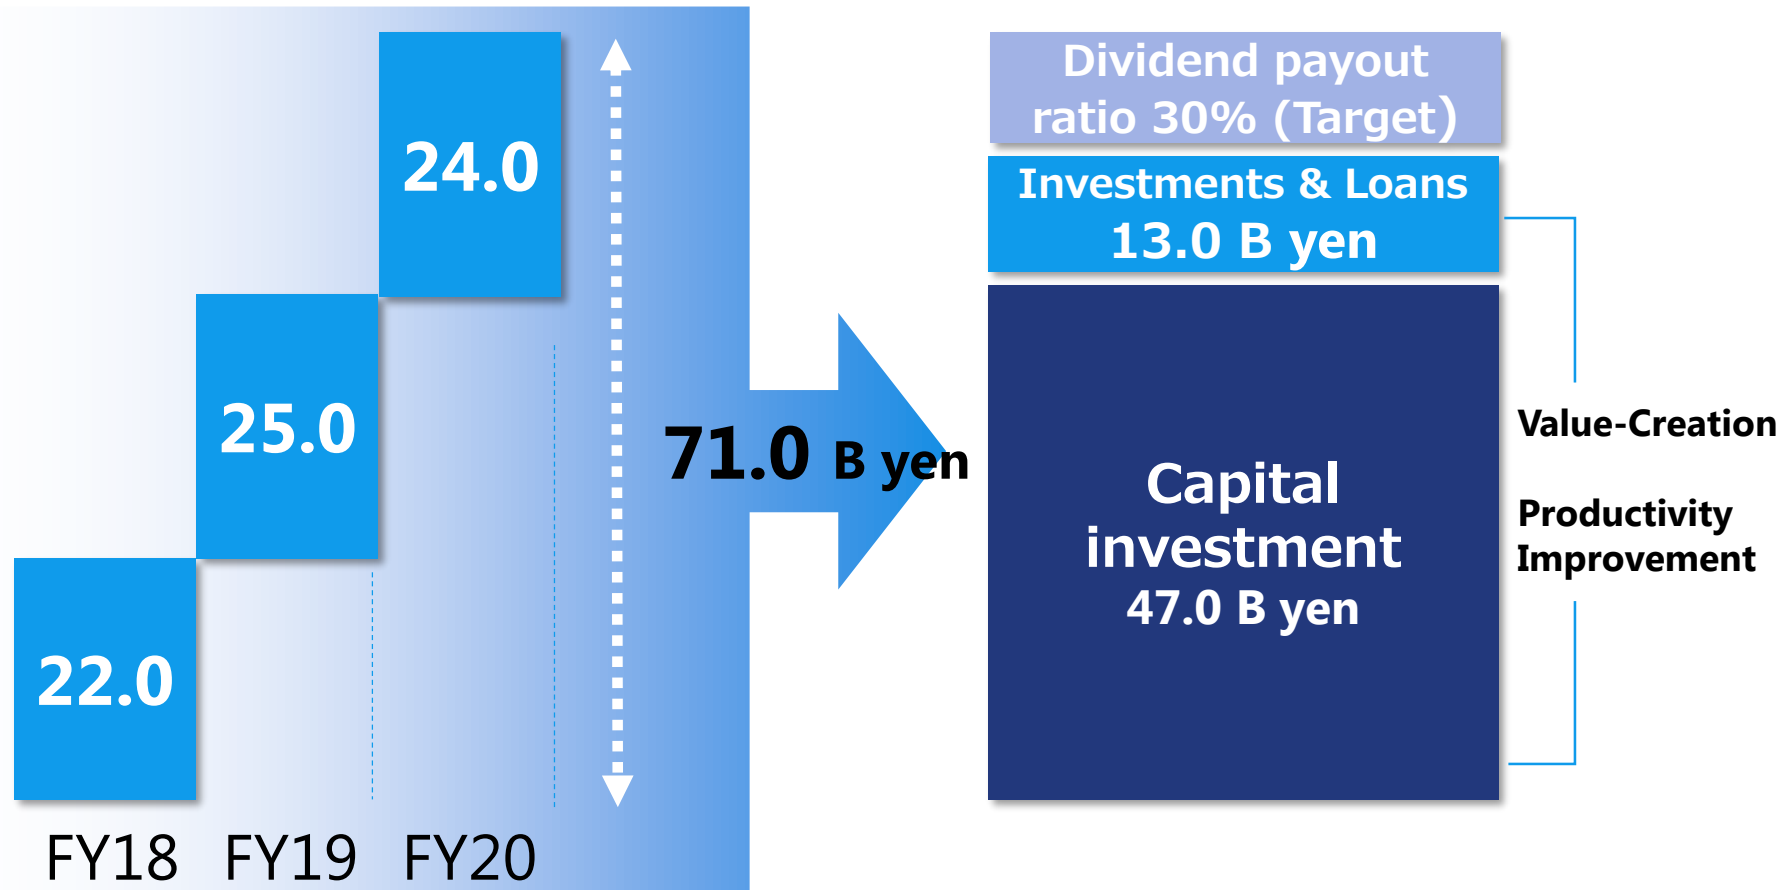 24.0
25.0
22.0
FY18
FY19
FY20
71.0 B yen
Dividend payout
ratio 30% (Target)
Investments & Loans
13.0 B yen
Capital
investment
47.0 B yen
Value-Creation
Productivity
Improvement